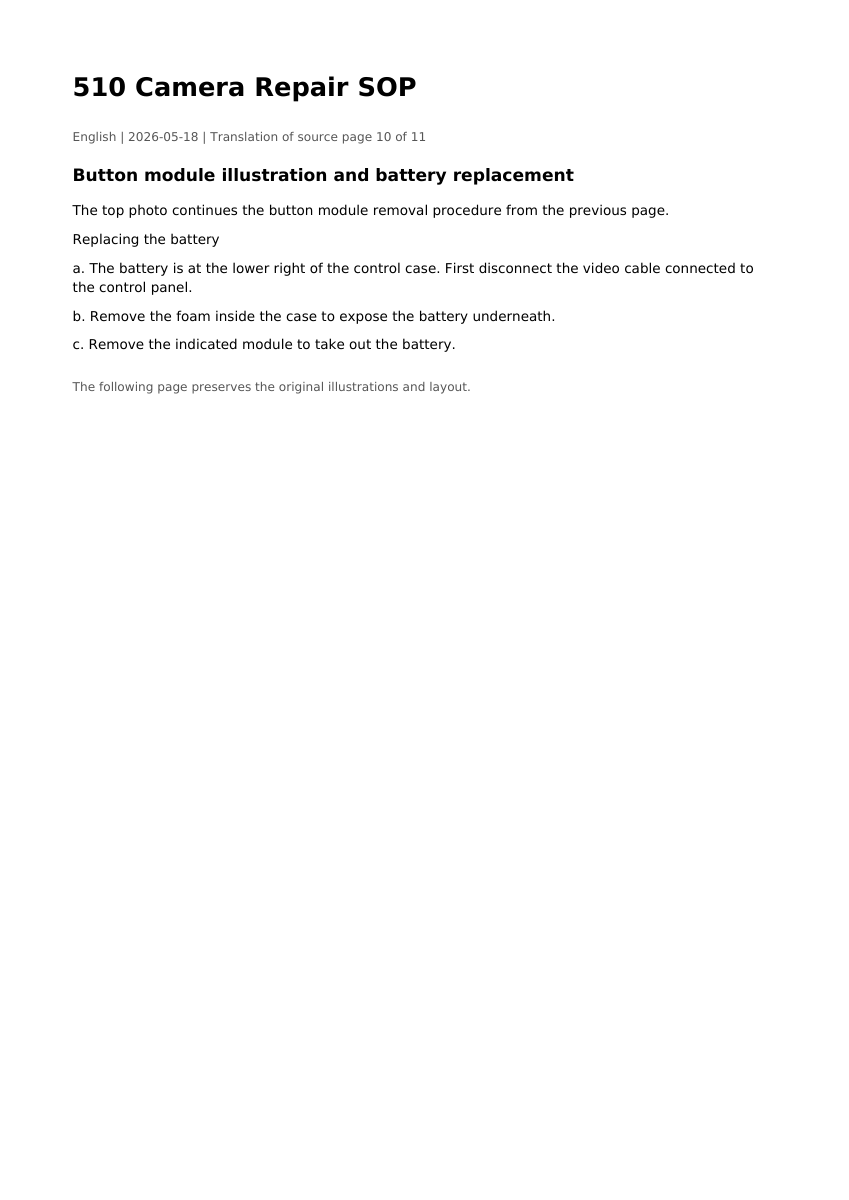 510 Camera Repair SOP
English | 2026-05-18 | Translation of source page 10 of 11
Button module illustration and battery replacement
The top photo continues the button module removal procedure from the previous page.
Replacing the battery
a. The battery is at the lower right of the control case. First disconnect the video cable connected to
the control panel.
b. Remove the foam inside the case to expose the battery underneath.
c. Remove the indicated module to take out the battery.
The following page preserves the original illustrations and layout.